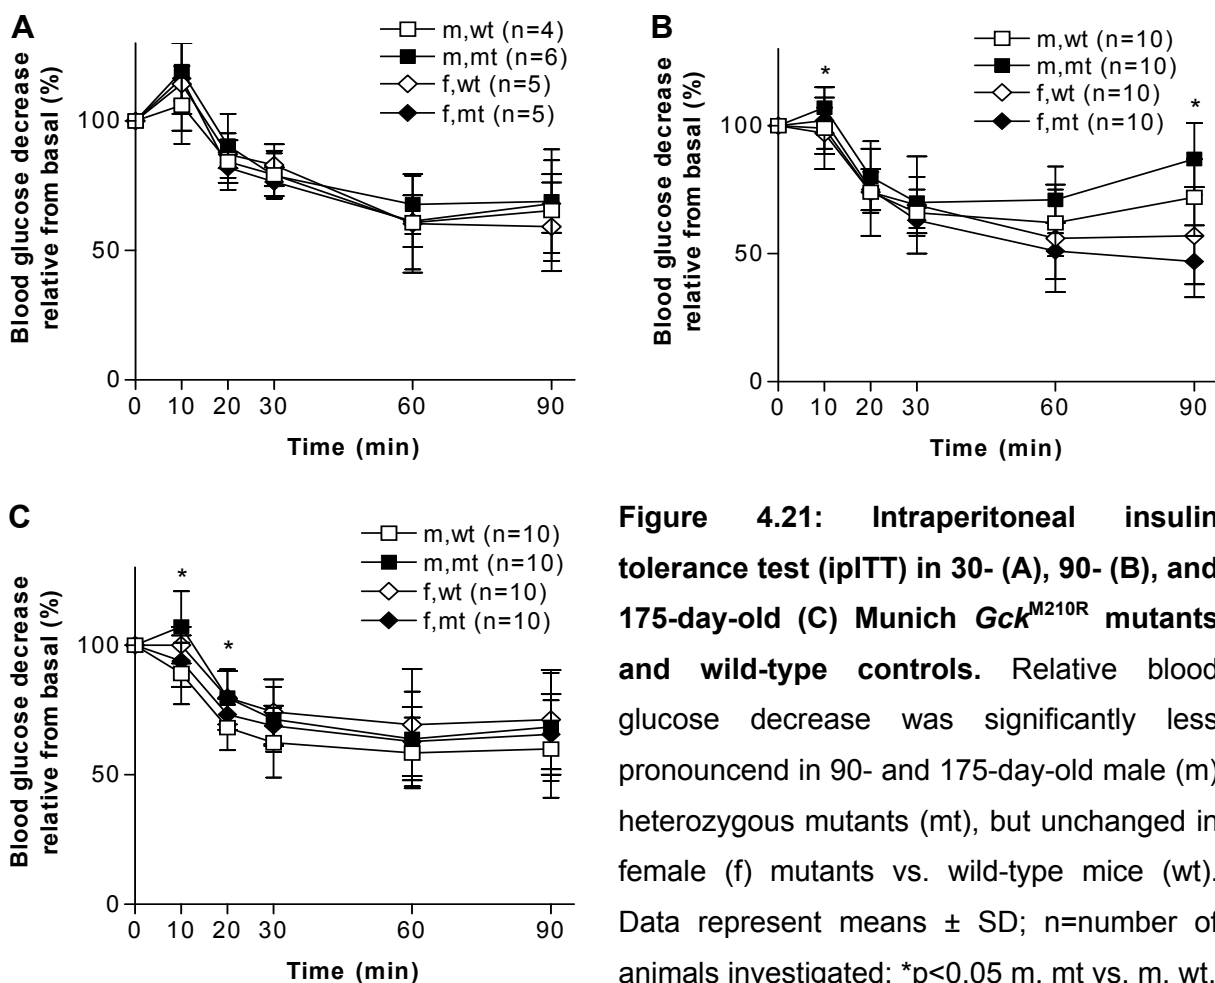 A
m,wt (n=4)
m,mt (n=6)
f,wt (n=5)
f,mt (n=5)
Blood glucose decrease
relative from basal (%)
100
50
0
0 10 20 30 60 90
Time (min)
B
m,wt (n=10)
m,mt (n=10)
f,wt (n=10)
f,mt (n=10)
Blood glucose decrease
relative from basal (%)
* *
100
50
0
0 10 20 30 60 90
Time (min)
C
m,wt (n=10)
m,mt (n=10)
f,wt (n=10)
f,mt (n=10)
Blood glucose decrease
relative from basal (%)
* *
100
50
0
0 10 20 30 60 90
Time (min)
Figure 4.21: Intraperitoneal insulin
tolerance test (ipITT) in 30- (A), 90- (B), and
175-day-old (C) Munich Gck^M210R mutants
and wild-type controls. Relative blood
glucose decrease was significantly less
pronouncend in 90- and 175-day-old male (m)
heterozygous mutants (mt), but unchanged in
female (f) mutants vs. wild-type mice (wt).
Data represent means ± SD; n=number of
animals investigated; *p<0.05 m, mt vs. m, wt.